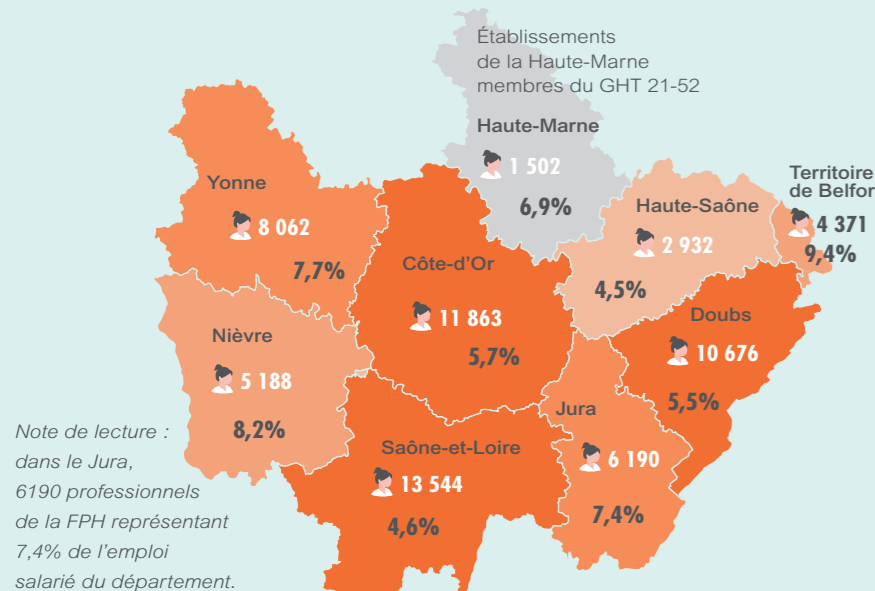 Établissements
de la Haute-Marne
membres du GHT 21-52
Haute-Marne
1 502
6,9%
Yonne
8 062
7,7%
Côte-d'Or
11 863
5,7%
Haute-Saône
2 932
4,5%
Territoire
de Belfor
4 371
9,4%
Nièvre
5 188
8,2%
Doubs
10 676
5,5%
Saône-et-Loire
13 544
4,6%
Jura
6 190
7,4%
Note de lecture :
dans le Jura,
6190 professionnels
de la FPH représentant
7,4% de l'emploi
salarié du département.